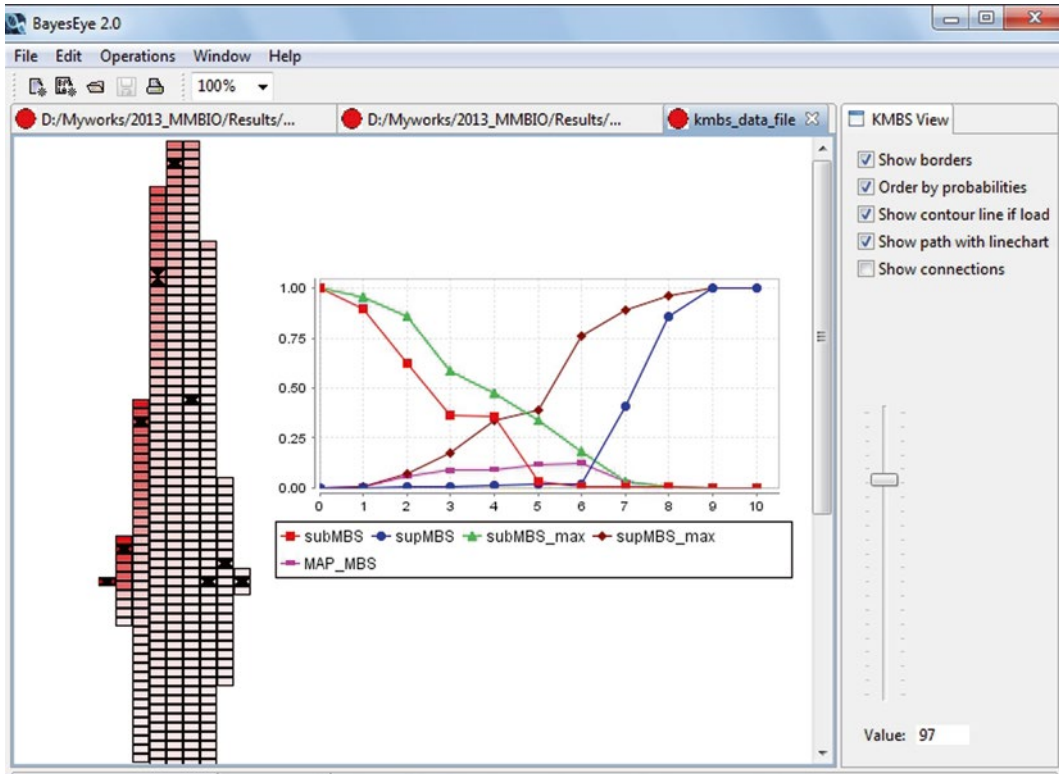 BayesEye 2.0
File Edit Operations Window Help
100%
D:/Myworks/2013_MMBIO/Results/... D:/Myworks/2013_MMBIO/Results/... kmbs_data_file KMBS View
Show borders
Order by probabilities
Show contour line if load
Show path with linechart
Show connections
1.00
0.75
0.50
0.25
0.00
0 1 2 3 4 5 6 7 8 9 10
subMBS supMBS subMBS_max supMBS_max
MAP_MBS
Value: 97